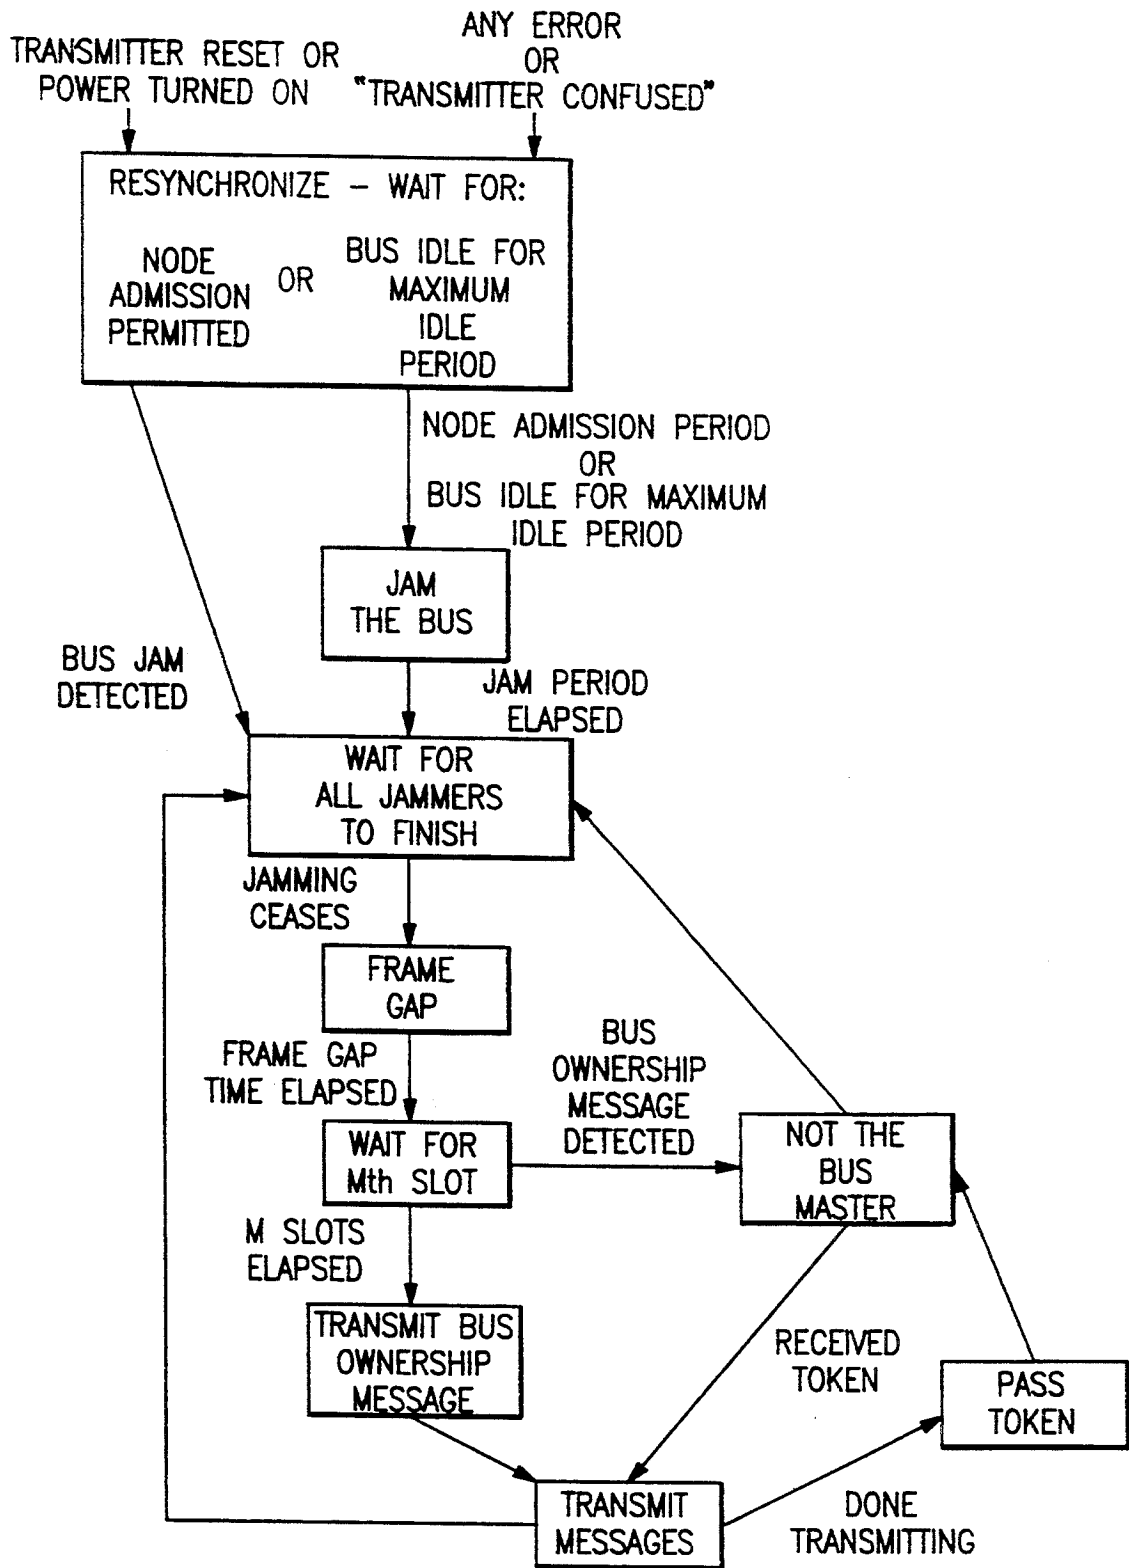 TRANSMITTER RESET OR
POWER TURNED ON
ANY ERROR
OR
"TRANSMITTER CONFUSED"
RESYNCHRONIZE - WAIT FOR:
NODE
ADMISSION
PERMITTED
OR
BUS IDLE FOR
MAXIMUM
IDLE
PERIOD
NODE ADMISSION PERIOD
OR
BUS IDLE FOR MAXIMUM
IDLE PERIOD
JAM
THE BUS
BUS JAM
DETECTED
JAM PERIOD
ELAPSED
WAIT FOR
ALL JAMMERS
TO FINISH
JAMMING
CEASES
FRAME
GAP
FRAME GAP
TIME ELAPSED
BUS
OWNERSHIP
MESSAGE
DETECTED
WAIT FOR
Mth SLOT
NOT THE
BUS
MASTER
M SLOTS
ELAPSED
TRANSMIT BUS
OWNERSHIP
MESSAGE
RECEIVED
TOKEN
PASS
TOKEN
TRANSMIT
MESSAGES
DONE
TRANSMITTING